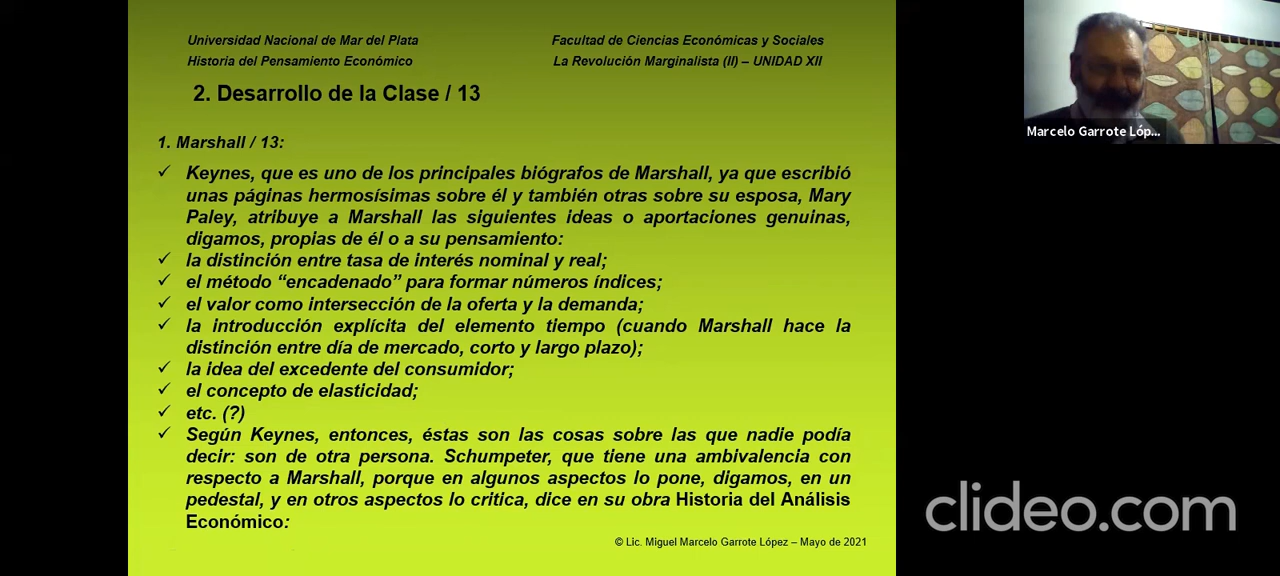 Universidad Nacional de Mar del Plata
Facultad de Ciencias Económicas y Sociales
Historia del Pensamiento Económico
La Revolución Marginalista (II) – UNIDAD XII
2. Desarrollo de la Clase / 13
1. Marshall / 13:
✓ Keynes, que es uno de los principales biógrafos de Marshall, ya que escribió
unas páginas hermosísimas sobre él y también otras sobre su esposa, Mary
Paley, atribuye a Marshall las siguientes ideas o aportaciones genuinas,
digamos, propias de él o a su pensamiento:
✓ la distinción entre tasa de interés nominal y real;
✓ el método “encadenado” para formar números índices;
✓ el valor como intersección de la oferta y la demanda;
✓ la introducción explícita del elemento tiempo (cuando Marshall hace la
distinción entre día de mercado, corto y largo plazo);
✓ la idea del excedente del consumidor;
✓ el concepto de elasticidad;
✓ etc. (?)
✓ Según Keynes, entonces, éstas son las cosas sobre las que nadie podía
decir: son de otra persona. Schumpeter, que tiene una ambivalencia con
respecto a Marshall, porque en algunos aspectos lo pone, digamos, en un
pedestal, y en otros aspectos lo critica, dice en su obra Historia del Análisis
Económico:
© Lic. Miguel Marcelo Garrote López – Mayo de 2021
Marcelo Garrote Lóp...
clideo.com